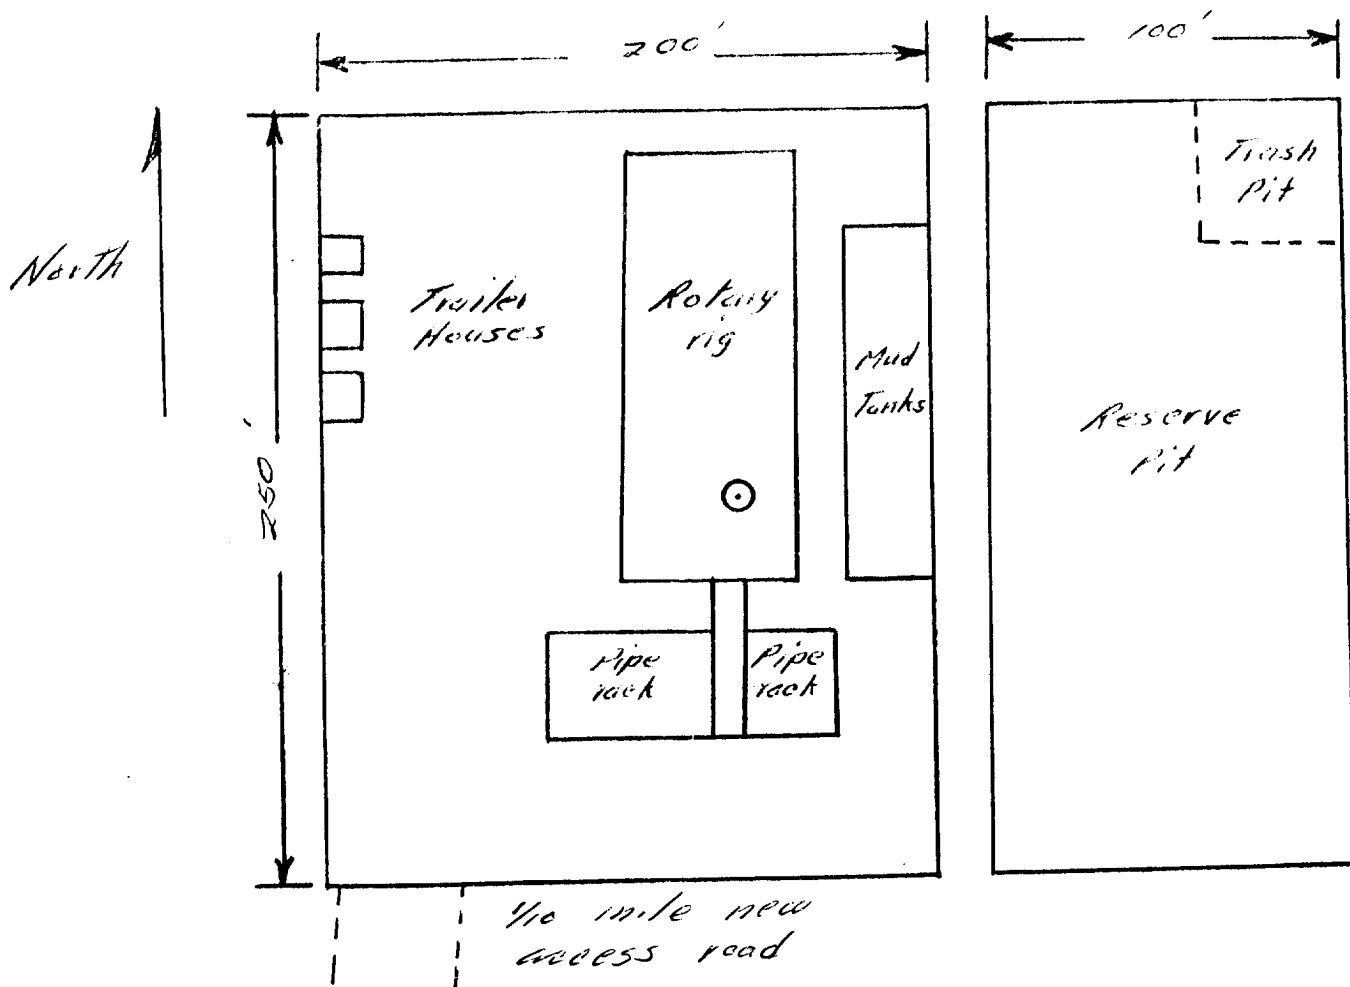 200'
100'
Trash
Pit
North
Trailer
Houses
Rotary
rig
Mud
Tanks
Reserve
Pit
250'
Pipe
rack
Pipe
rack
1/10 mile new
access road